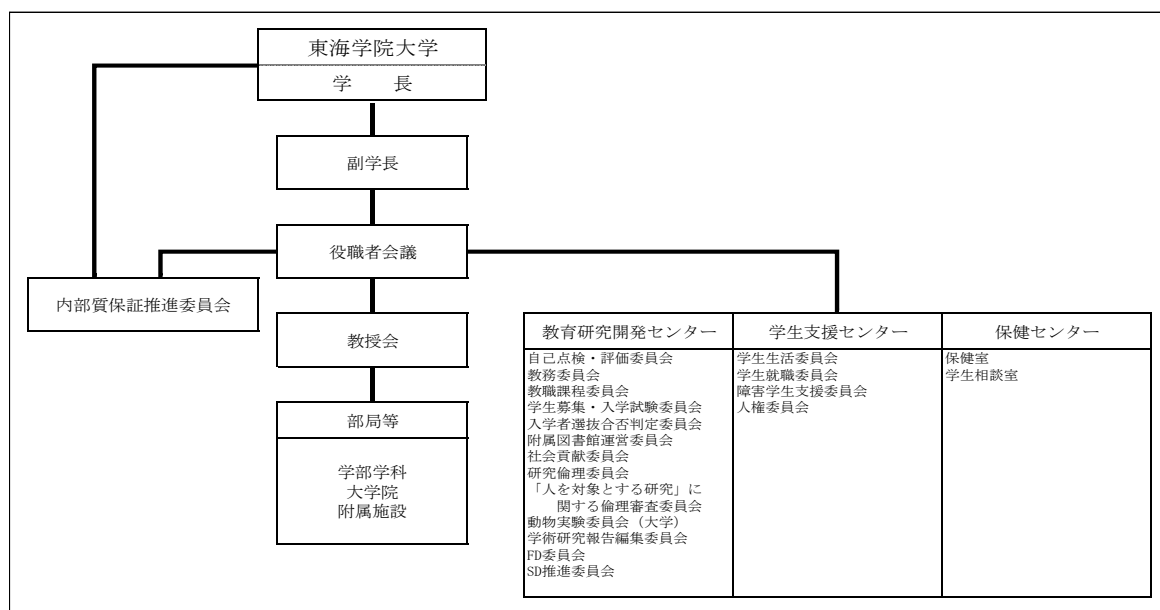 東海学院大学
学　　長
副学長
役職者会議
内部質保証推進委員会
教授会
部局等
学部学科
大学院
附属施設
教育研究開発センター
自己点検・評価委員会
教務委員会
教職課程委員会
学生募集・入学試験委員会
入学者選抜合否判定委員会
附属図書館運営委員会
社会貢献委員会
研究倫理委員会
「人を対象とする研究」に
関する倫理審査委員会
動物実験委員会（大学）
学術研究報告編集委員会
FD委員会
SD推進委員会
学生支援センター
学生生活委員会
学生就職委員会
障害学生支援委員会
人権委員会
保健センター
保健室
学生相談室